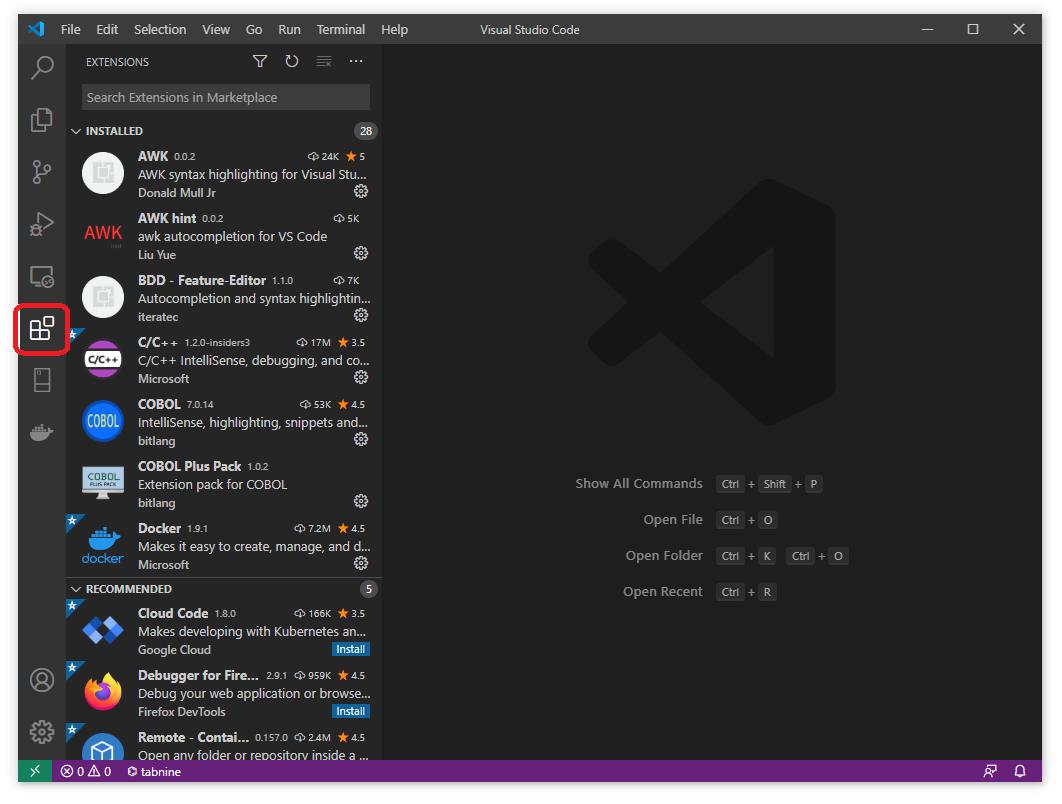 File Edit Selection View Go Run Terminal Help Visual Studio Code
EXTENSIONS
Search Extensions in Marketplace
INSTALLED 28
AWK 0.0.2 24K 5
AWK syntax highlighting for Visual Stu...
Donald Mull Jr
AWK
AWK hint 0.0.2 5K
awk autocompletion for VS Code
Liu Yue
BDD - Feature-Editor 1.1.0 7K
Autocompletion and syntax highlightin...
iteratec
C/C++
C/C++ 1.2.0-insiders3 17M 3.5
C/C++ IntelliSense, debugging, and co...
Microsoft
COBOL
COBOL 7.0.14 53K 4.5
IntelliSense, highlighting, snippets and...
bitlang
COBOL
PLUS PACK
COBOL Plus Pack 1.0.2
Extension pack for COBOL
bitlang
docker
Docker 1.9.1 7.2M 4.5
Makes it easy to create, manage, and d...
Microsoft
RECOMMENDED 5
Cloud Code 1.8.0 166K 3.5
Makes developing with Kubernetes an...
Google Cloud Install
Debugger for Fire... 2.9.1 959K 4.5
Debug your web application or browse...
Firefox DevTools Install
Remote - Contai... 0.157.0 2.4M 4.5
Open any folder or repository inside a ...
Show All Commands Ctrl + Shift + P
Open File Ctrl + O
Open Folder Ctrl + K Ctrl + O
Open Recent Ctrl + R
0 0 tabnine